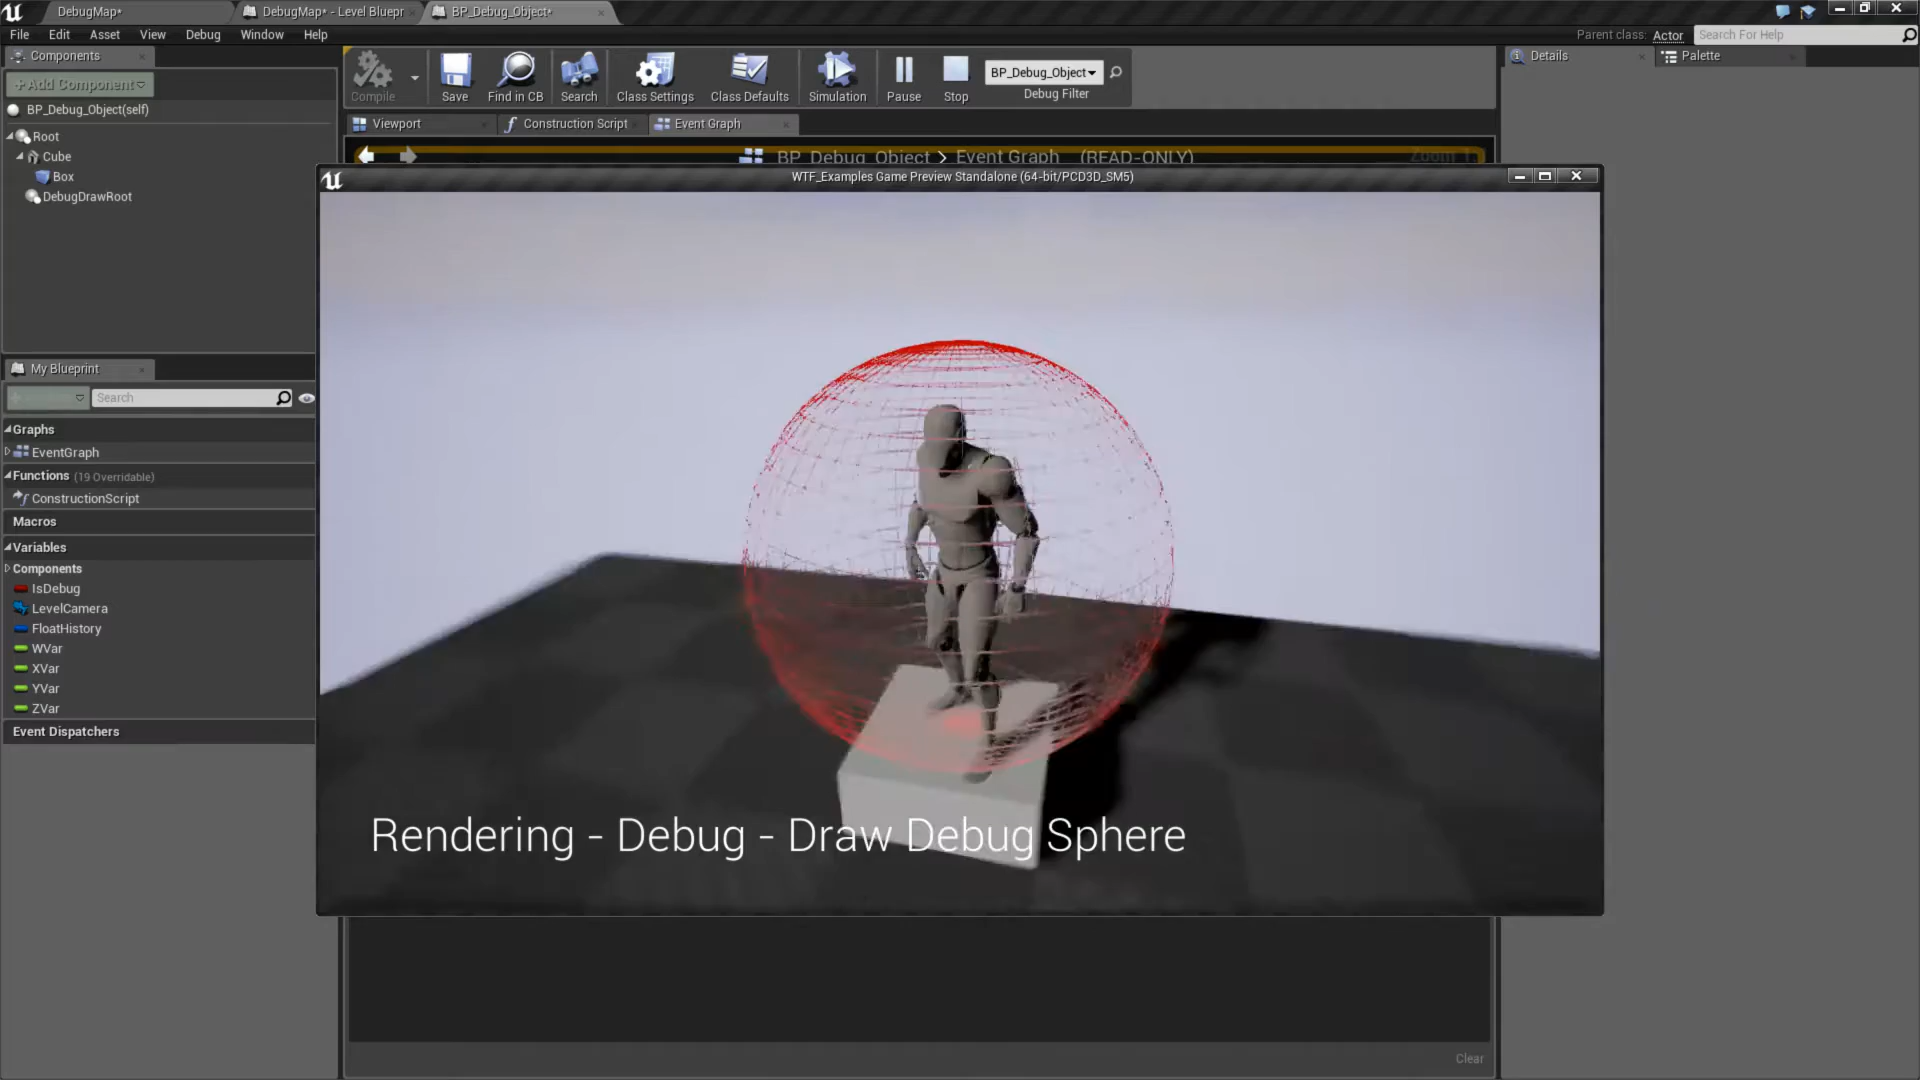 DebugMap*
DebugMap* - Level Bluepr
BP_Debug_Object*
File Edit Asset View Debug Window Help
Parent class: Actor
Search For Help
Components
+Add Component
BP_Debug_Object(self)
Root
Cube
Box
DebugDrawRoot
Compile
Save
Find in CB
Search
Class Settings
Class Defaults
Simulation
Pause
Stop
BP_Debug_Object
Debug Filter
Details
Palette
Viewport
Construction Script
Event Graph
BP_Debug_Object > Event Graph (READ-ONLY)
Zoom 1:
WTF_Examples Game Preview Standalone (64-bit/PCD3D_SM5)
My Blueprint
Search
Graphs
EventGraph
Functions (19 Overridable)
ConstructionScript
Macros
Variables
Components
IsDebug
LevelCamera
FloatHistory
WVar
XVar
YVar
ZVar
Event Dispatchers
Rendering - Debug - Draw Debug Sphere
Clear